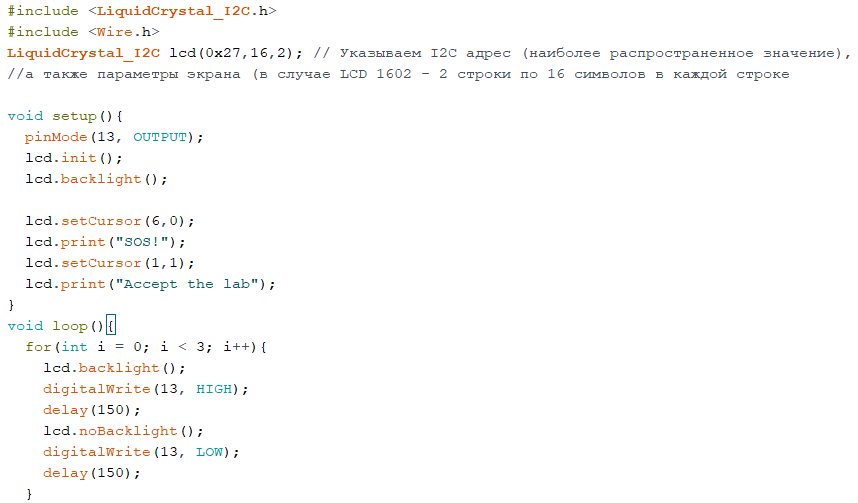 #include <LiquidCrystal_I2C.h>
#include <Wire.h>
LiquidCrystal_I2C lcd(0x27,16,2); // Указываем I2C адрес (наиболее распространенное значение),
//а также параметры экрана (в случае LCD 1602 - 2 строки по 16 символов в каждой строке
void setup(){
  pinMode(13, OUTPUT);
  lcd.init();
  lcd.backlight();
  lcd.setCursor(6,0);
  lcd.print("SOS!");
  lcd.setCursor(1,1);
  lcd.print("Accept the lab");
}
void loop(){
  for(int i = 0; i < 3; i++){
    lcd.backlight();
    digitalWrite(13, HIGH);
    delay(150);
    lcd.noBacklight();
    digitalWrite(13, LOW);
    delay(150);
  }